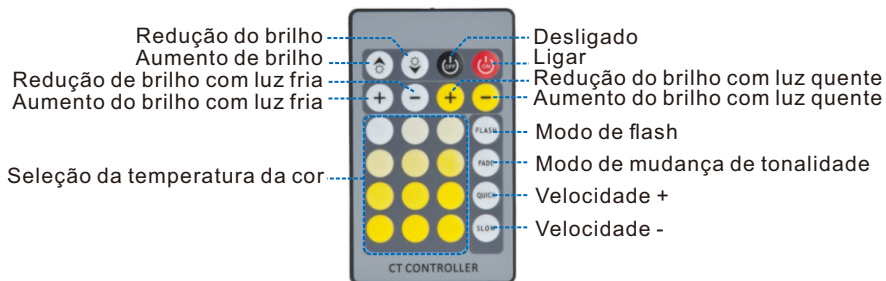 Redução do brilho
Aumento de brilho
Redução de brilho com luz fria
Aumento do brilho com luz fria
Seleção da temperatura da cor
Desligado
Ligar
Redução do brilho com luz quente
Aumento do brilho com luz quente
Modo de flash
Modo de mudança de tonalidade
Velocidade +
Velocidade -
OFF
ON
+ - + -
FLASH
FADE
QUICK
SLOW
CT CONTROLLER